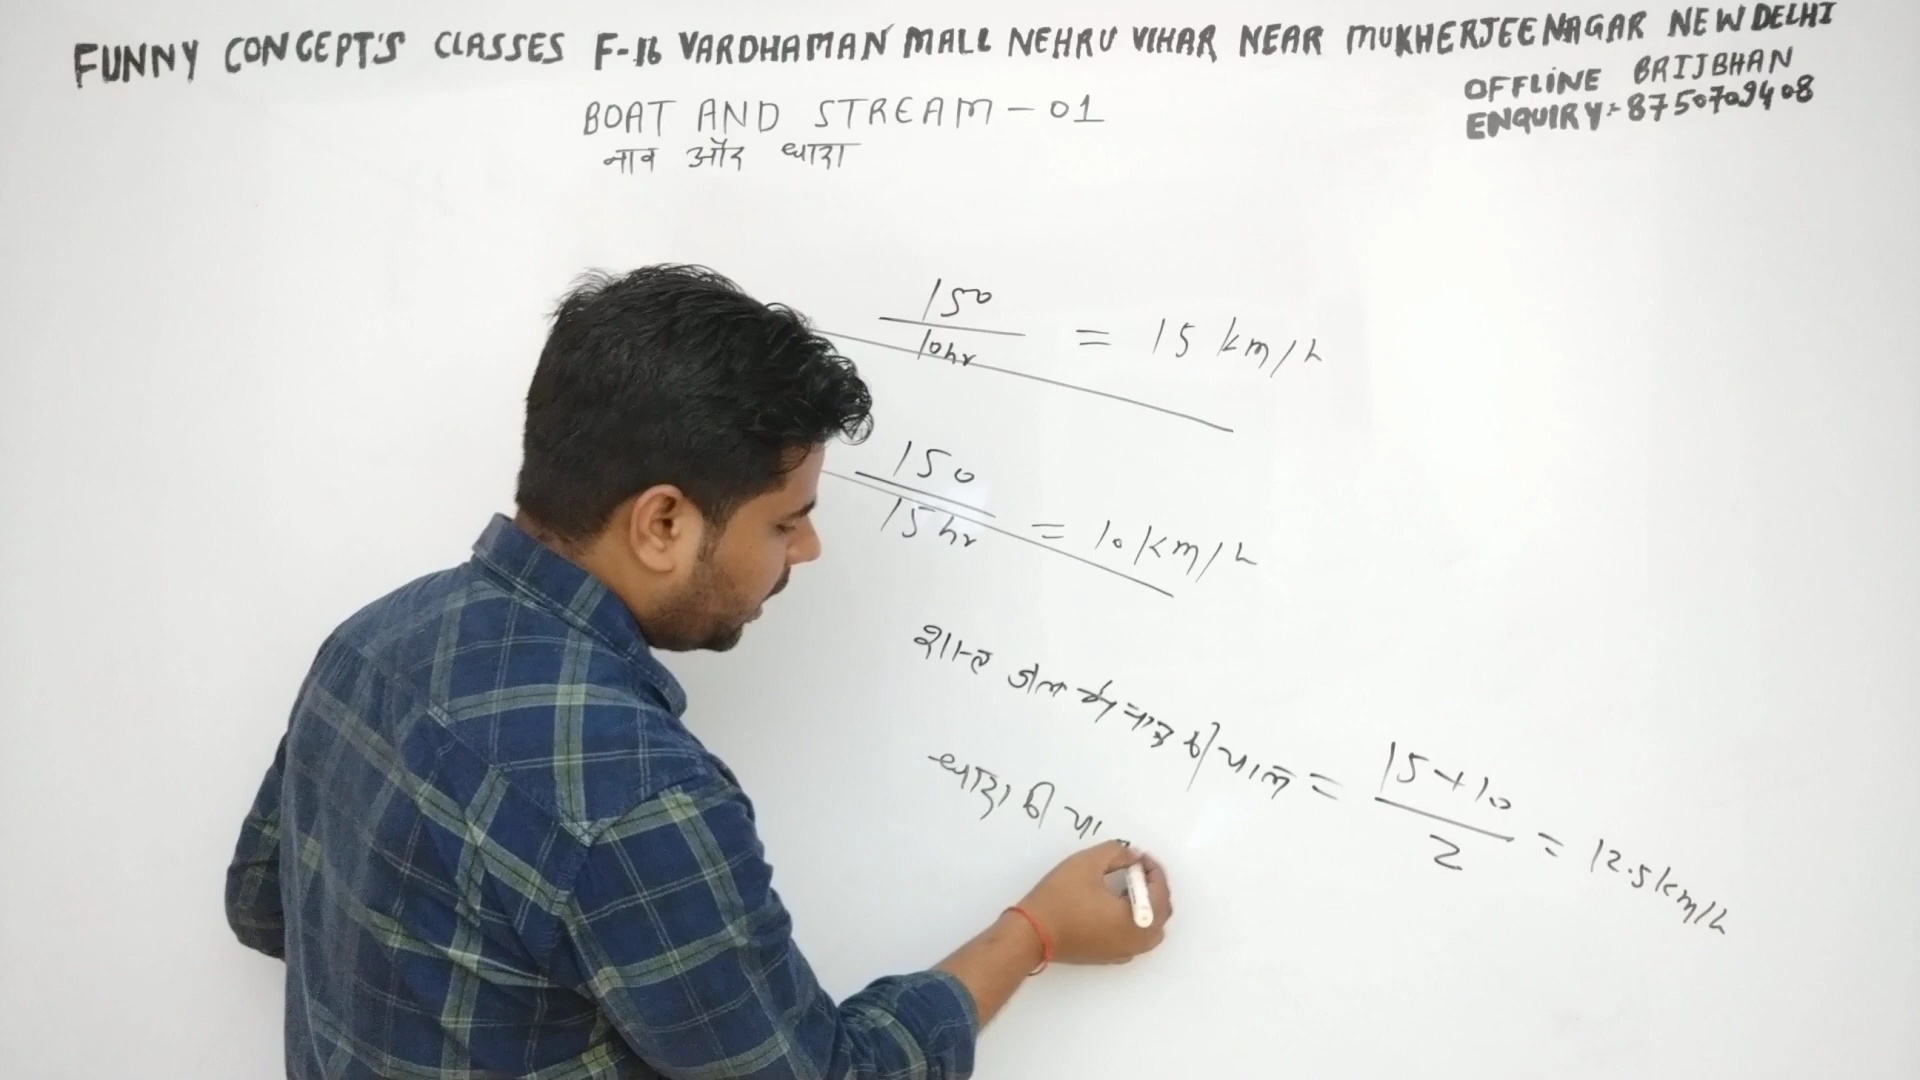 FUNNY CONCEPT'S CLASSES F-16 VARDHAMAN MALL NEHRU VIHAR NEAR MUKHERJEE NAGAR NEW DELHI
OFFLINE BRIJBHAN
ENQUIRY:- 8750709408
BOAT AND STREAM - 01
नाव और धारा
150
10hr
= 15 km/h
150
15hr
= 10 km/h
शान्त जल में नाव की चाल = 15+10
2
= 12.5 km/h
धारा की चा